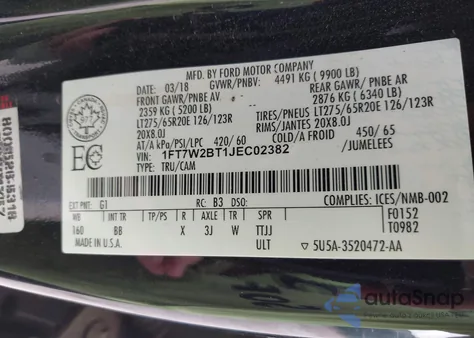 MFD. BY FORD MOTOR COMPANY
03/18 GVWR/PNBV: 4491 KG (9900 LB)
FRONT GAWR/PNBE AV REAR GAWR/PNBE AR
2359 KG (5200 LB) 2876 KG (6340 LB)
LT275/65R20E 126/123R TIRES/PNEUS LT275/65R20E 126/123R
20X8.0J RIMS/JANTES 20X8.0J
AT/A kPa/PSI/LPC 420/60 COLD/A FROID 450/65
VIN: 1FT7W2BT1JEC02382 /JUMELEES
TYPE: TRU/CAM
EC
EXT PNT: G1 RC: B3 DSO: COMPLIES: ICES/NMB-002
WB INT TR TP/PS R AXLE TR SPR F0152
160 BB X 3J W TTJJ T0982
MADE IN U.S.A. ULT 5U5A-3520472-AA
autoSnap